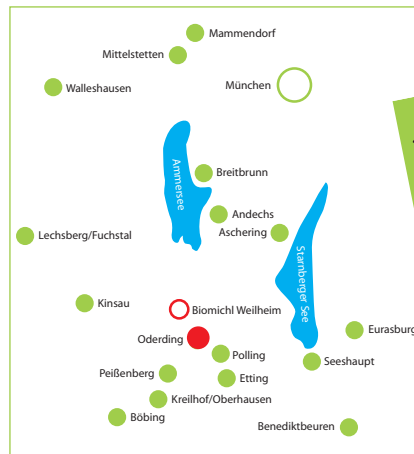 Mammendorf
Mittelstetten
München
Walleshausen
Ammersee
Breitbrunn
Andechs
Aschering
Lechsberg/Fuchstal
Starnberger See
Kinsau
Biomichl Weilheim
Eurasburg
Oderding
Polling
Seeshaupt
Peißenberg
Etting
Kreilhof/Oberhausen
Böbing
Benediktbeuren